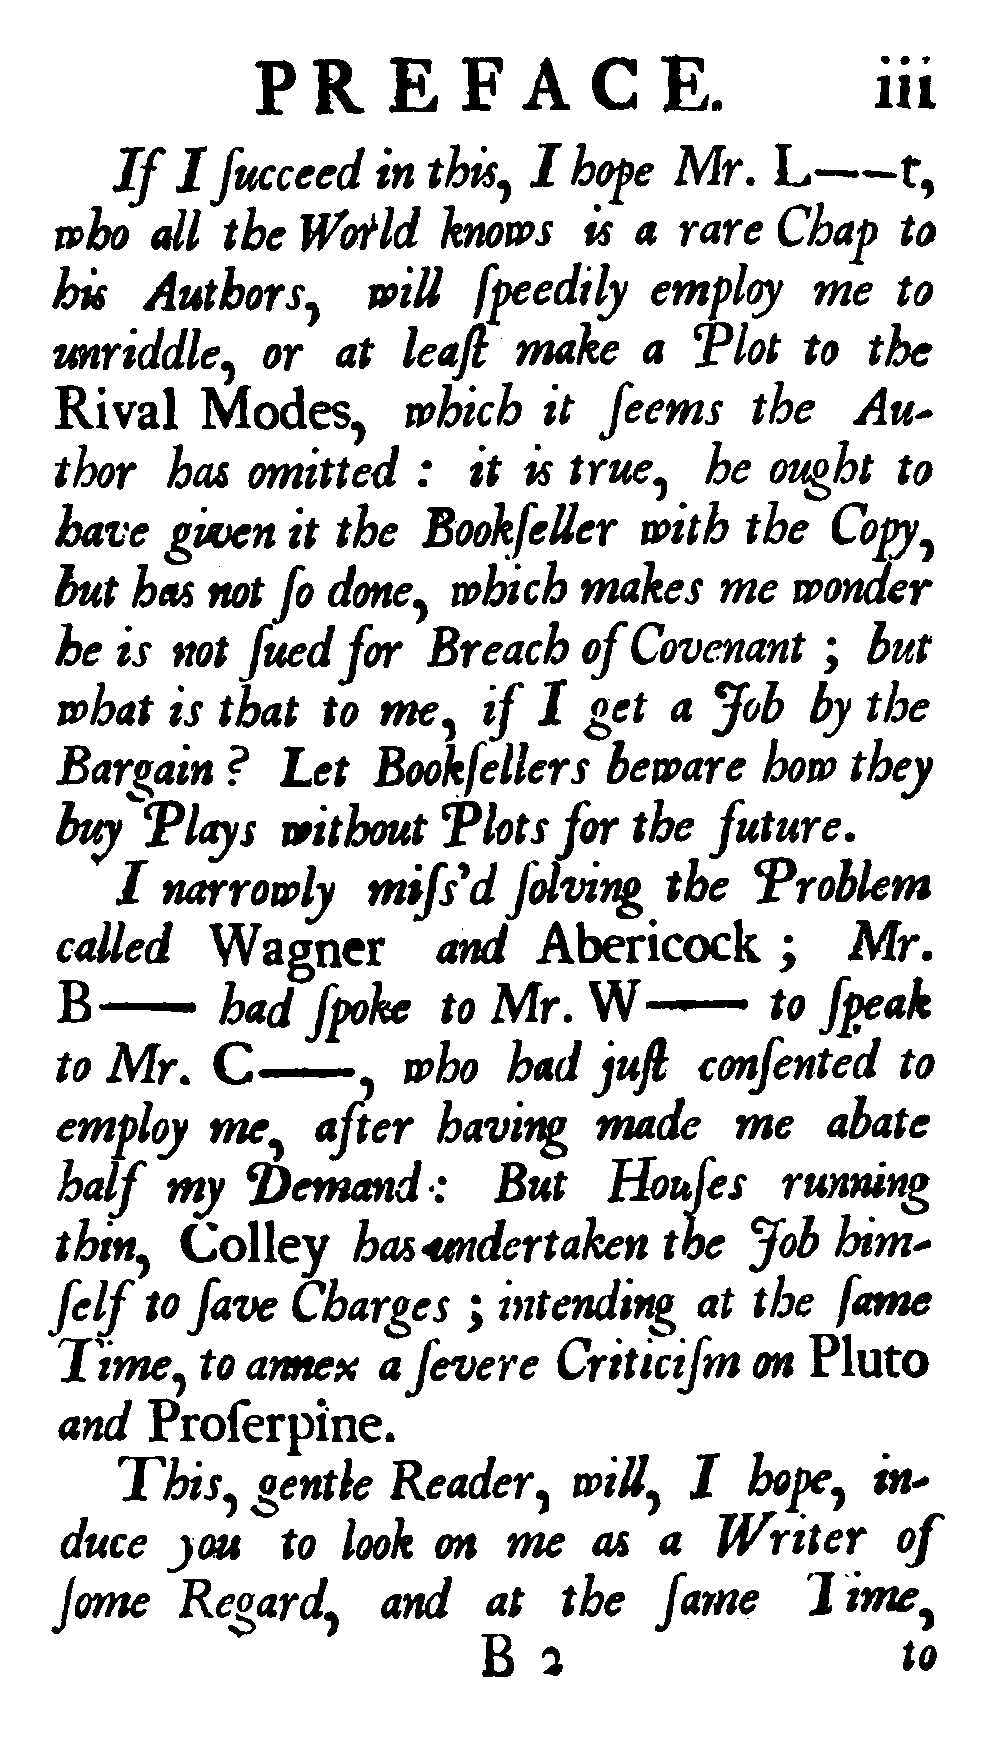 PREFACE. iii
If I ſucceed in this, I hope Mr. L——t,
who all the World knows is a rare Chap to
his Authors, will ſpeedily employ me to
unriddle, or at leaſt make a Plot to the
Rival Modes, which it ſeems the Au-
thor has omitted : it is true, he ought to
have given it the Bookſeller with the Copy,
but has not ſo done, which makes me wonder
he is not ſued for Breach of Covenant ; but
what is that to me, if I get a Job by the
Bargain ? Let Bookſellers beware how they
buy Plays without Plots for the future.
I narrowly miſs'd ſolving the Problem
called Wagner and Abericock ; Mr.
B—— had ſpoke to Mr. W—— to ſpeak
to Mr. C——, who had juſt conſented to
employ me, after having made me abate
half my Demand : But Houſes running
thin, Colley has undertaken the Job him-
ſelf to ſave Charges ; intending at the ſame
Time, to annex a ſevere Criticiſm on Pluto
and Proſerpine.
This, gentle Reader, will, I hope, in-
duce you to look on me as a Writer of
ſome Regard, and at the ſame Time,
B 2 to